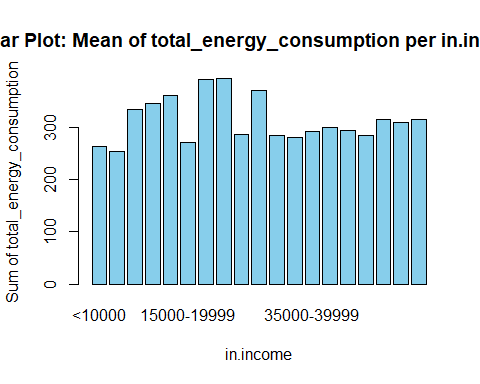 ar Plot: Mean of total_energy_consumption per in.in
Sum of total_energy_consumption
300
200
100
0
<10000 15000-19999 35000-39999
in.income